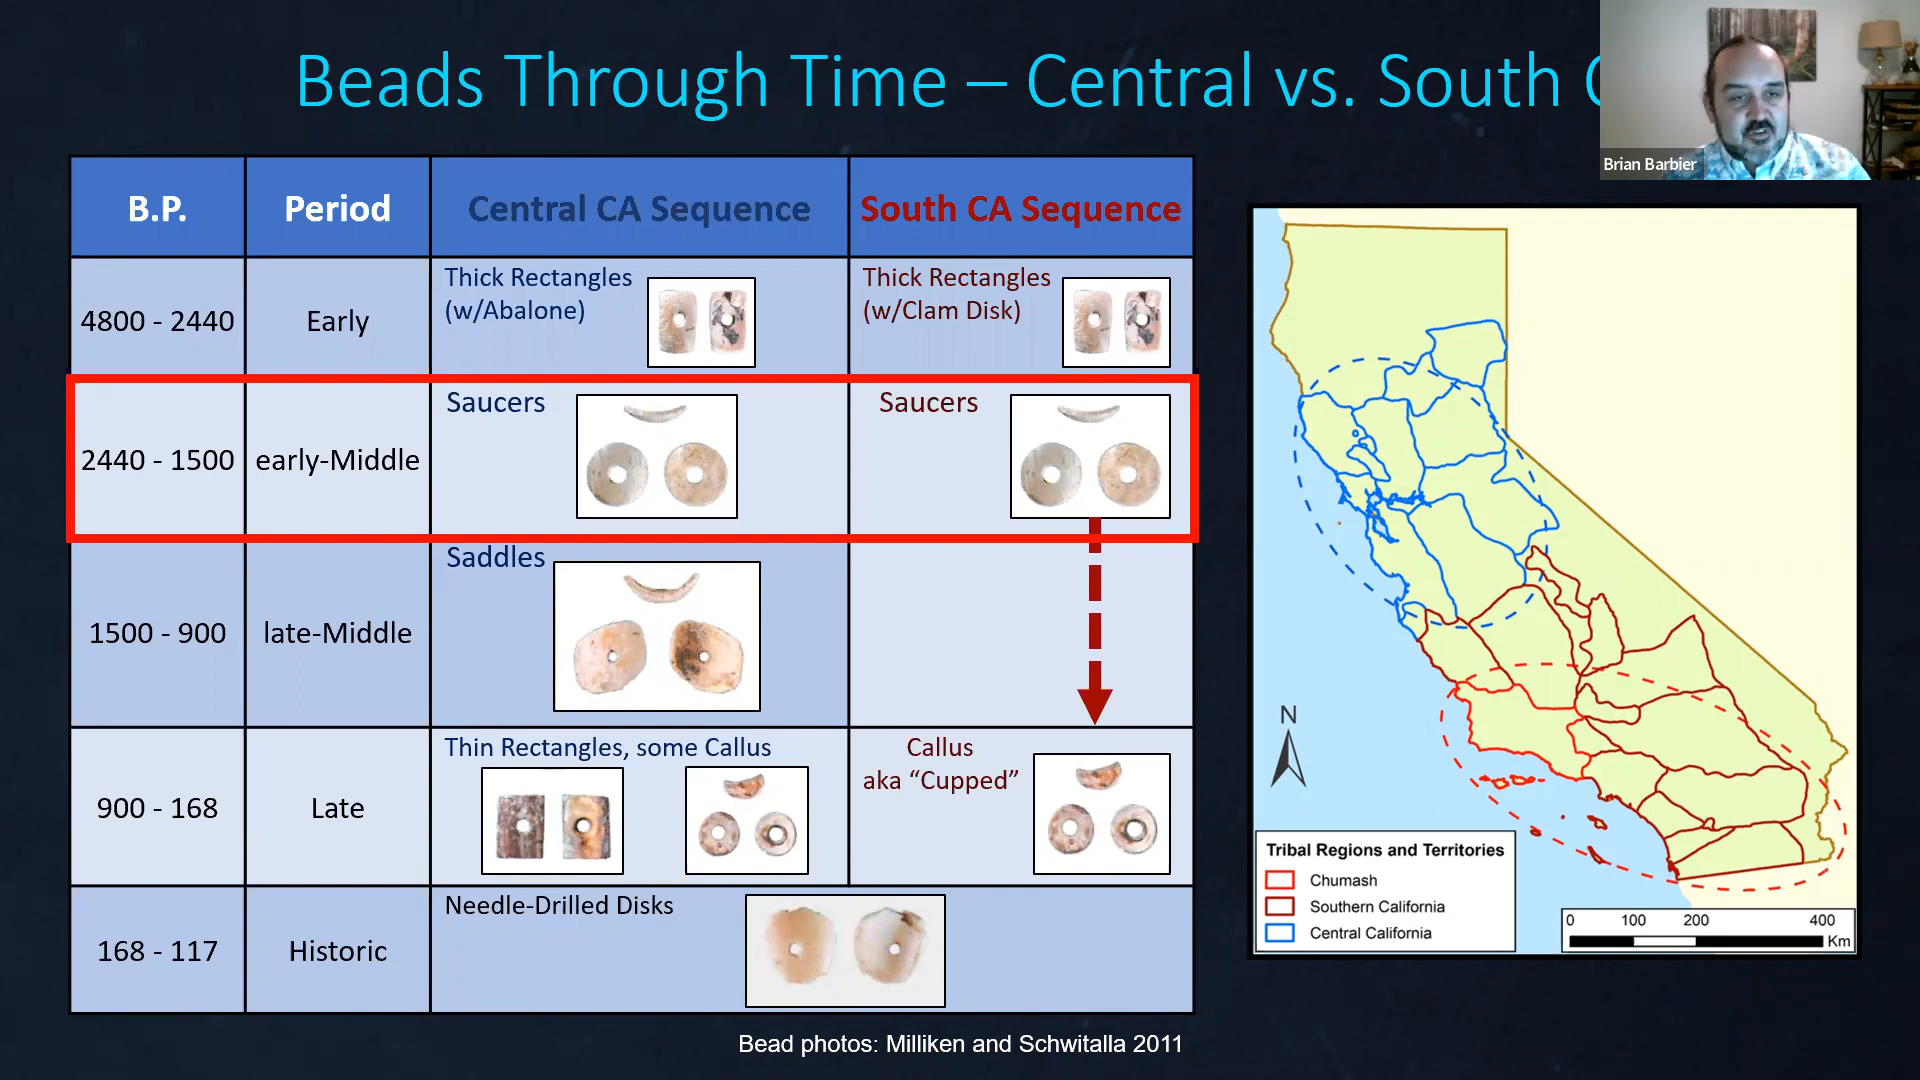 Beads Through Time – Central vs. South
Brian Barbier
B.P.
Period
Central CA Sequence
South CA Sequence
4800 - 2440
Early
Thick Rectangles
(w/Abalone)
Thick Rectangles
(w/Clam Disk)
2440 - 1500
early-Middle
Saucers
Saucers
1500 - 900
late-Middle
Saddles
900 - 168
Late
Thin Rectangles, some Callus
Callus
aka “Cupped”
168 - 117
Historic
Needle-Drilled Disks
Bead photos: Milliken and Schwitalla 2011
N
Tribal Regions and Territories
Chumash
Southern California
Central California
0 100 200 400
Km